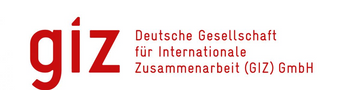 giz
Deutsche Gesellschaft
für Internationale
Zusammenarbeit (GIZ) GmbH